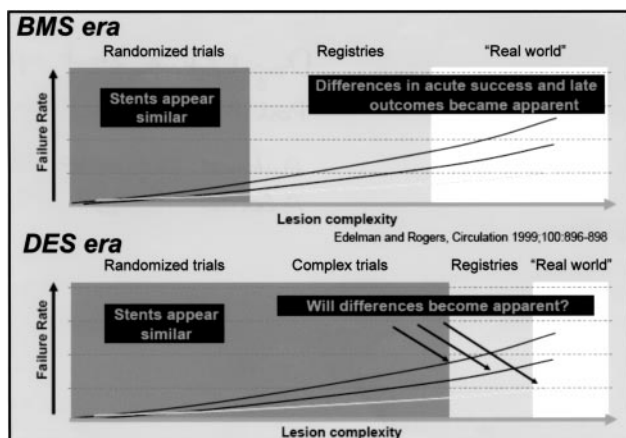 BMS era
Randomized trials Registries “Real world”
Stents appear
similar
Differences in acute success and late
outcomes became apparent
Failure Rate
Lesion complexity
Edelman and Rogers, Circulation 1999;100:896-898
DES era
Randomized trials Complex trials Registries “Real world”
Stents appear
similar
Will differences become apparent?
Failure Rate
Lesion complexity